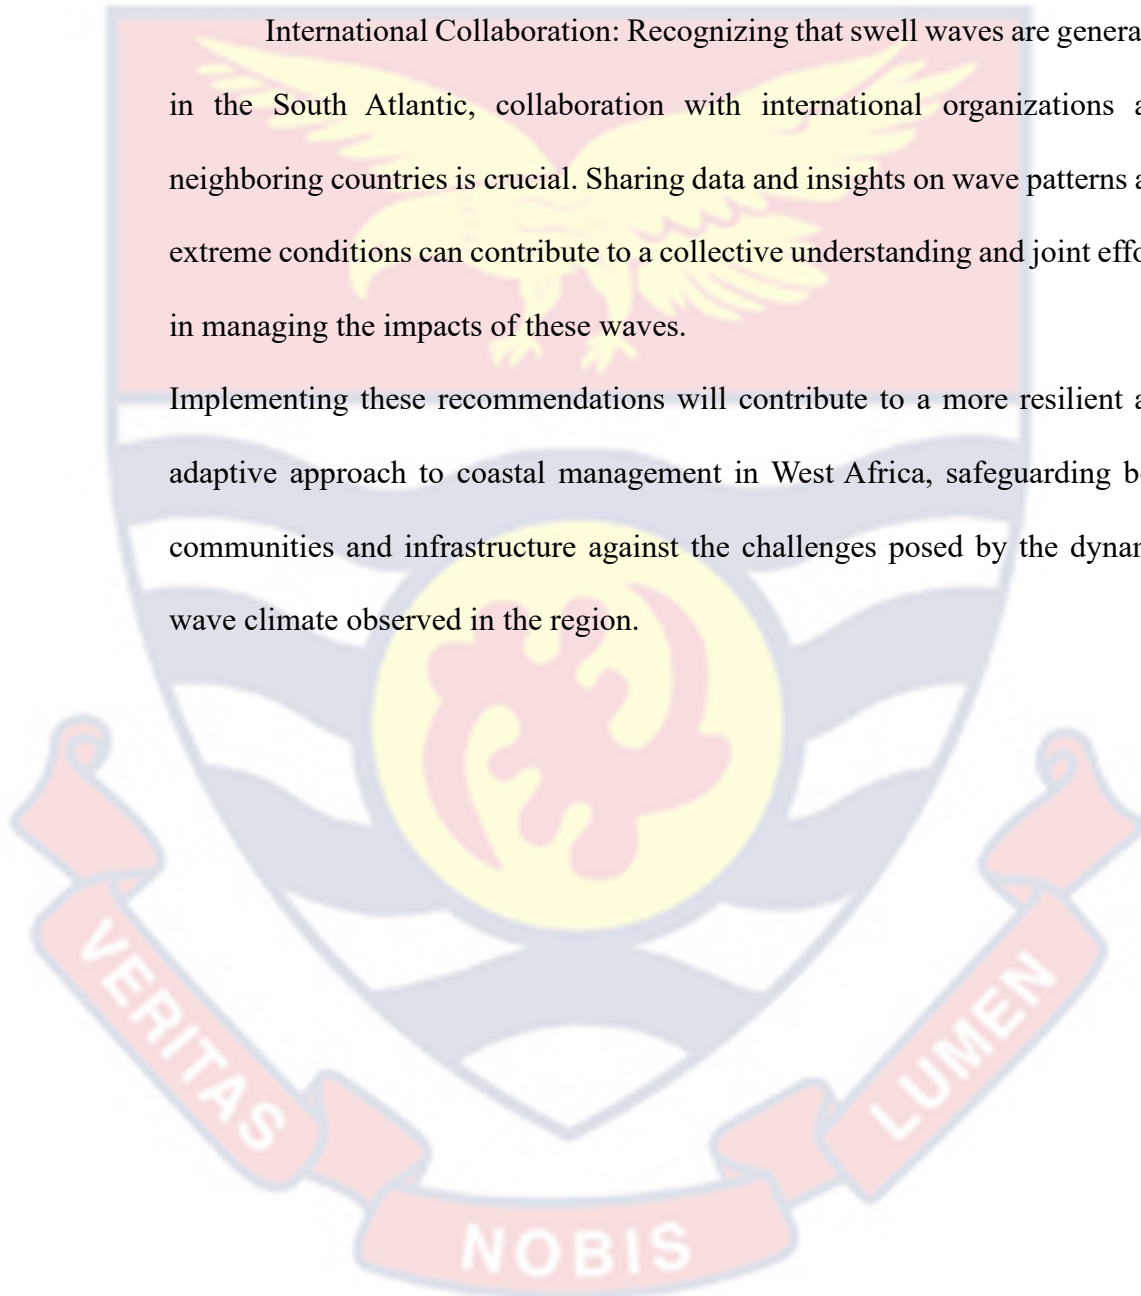 International Collaboration: Recognizing that swell waves are genera
in the South Atlantic, collaboration with international organizations a
neighboring countries is crucial. Sharing data and insights on wave patterns a
extreme conditions can contribute to a collective understanding and joint effo
in managing the impacts of these waves.
Implementing these recommendations will contribute to a more resilient a
adaptive approach to coastal management in West Africa, safeguarding b
communities and infrastructure against the challenges posed by the dynam
wave climate observed in the region.
VERITAS
NOBIS
LUMEN